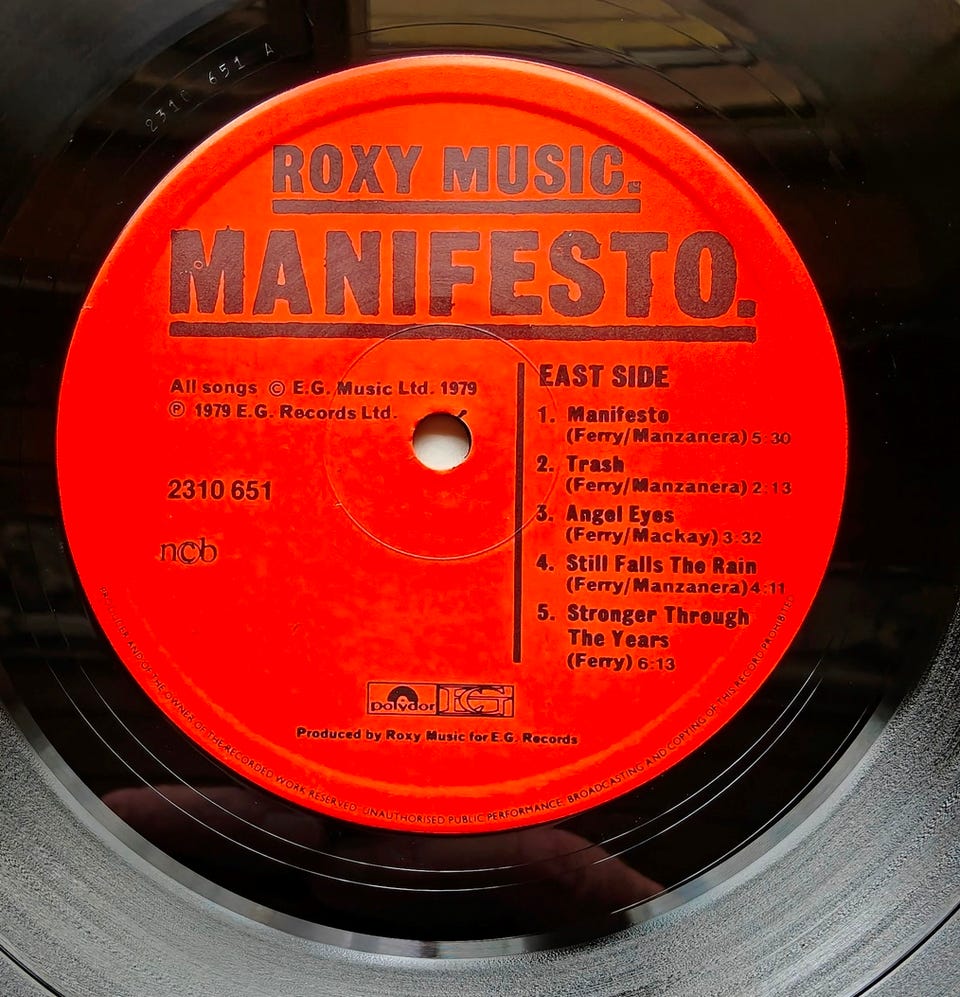 2310 651 A
ROXY MUSIC.
MANIFESTO.
All songs © E.G. Music Ltd. 1979
℗ 1979 E.G. Records Ltd.
2310 651
ncb
EAST SIDE
1. Manifesto
(Ferry/Manzanera) 5:30
2. Trash
(Ferry/Manzanera) 2:13
3. Angel Eyes
(Ferry/Mackay) 3:32
4. Still Falls The Rain
(Ferry/Manzanera) 4:11
5. Stronger Through
The Years
(Ferry) 6:13
polydor EG
Produced by Roxy Music for E.G. Records
PRODUCER AND OF THE OWNER OF THE RECORDED WORK RESERVED · UNAUTHORISED PUBLIC PERFORMANCE BROADCASTING AND COPYING OF THIS RECORD PROHIBITED